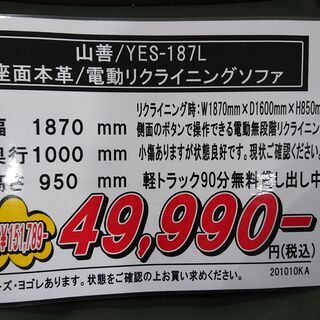 山善/YES-187L
座面本革/電動リクライニングソファ
リクライニング時:W1870mm×D1600mm×H850m
幅 1870 mm 側面のボタンで操作できる電動無段階リクライニン
奥行1000 mm 小傷ありますが状態良好です。現状ご確認ください。
高さ 950 mm 軽トラック90分無料貸し出し中
¥151,789-
49,990-
円(税込)
ズ・ヨゴレあります。状態をご確認の上お買い求めください。
201010KA